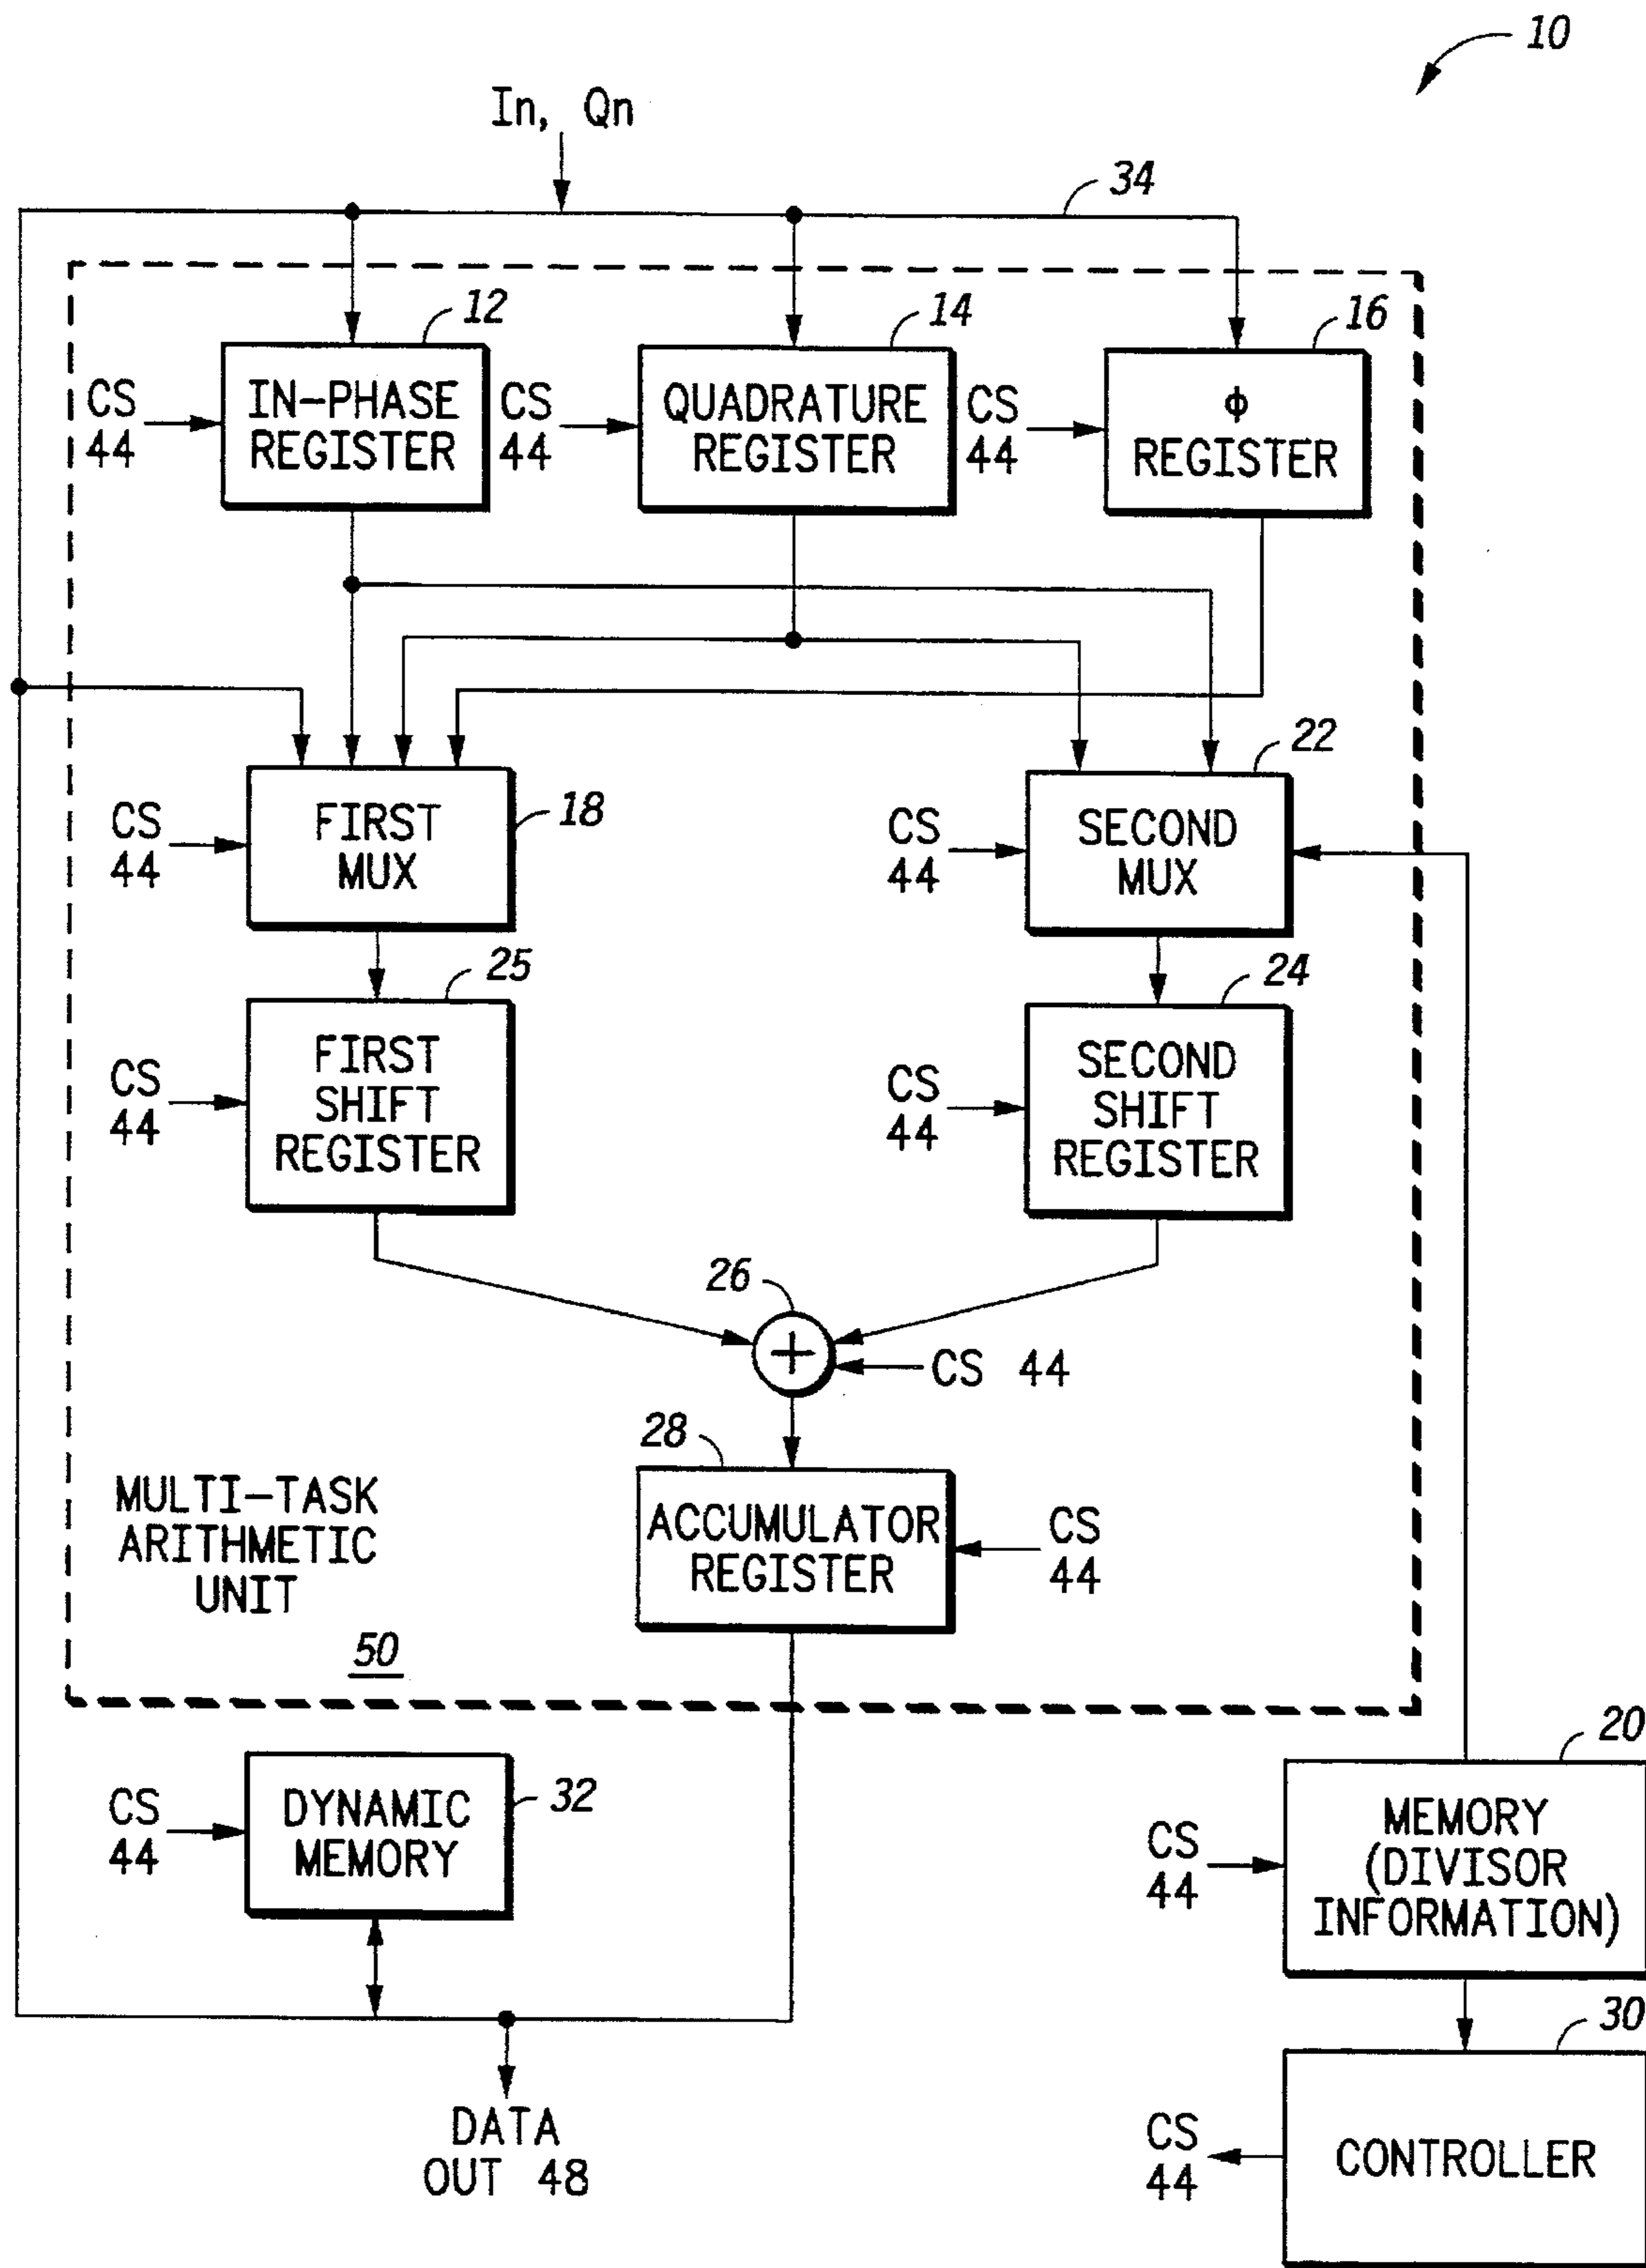 10
In, Qn
34
12
14
16
CS
44
IN-PHASE
REGISTER
CS
44
QUADRATURE
REGISTER
CS
44
ϕ
REGISTER
22
CS
44
FIRST
MUX
18
CS
44
SECOND
MUX
25
24
CS
44
FIRST
SHIFT
REGISTER
CS
44
SECOND
SHIFT
REGISTER
26
+
CS 44
28
ACCUMULATOR
REGISTER
CS
44
MULTI-TASK
ARITHMETIC
UNIT
50
20
CS
44
DYNAMIC
MEMORY
32
CS
44
MEMORY
(DIVISOR
INFORMATION)
30
DATA
OUT 48
CS
44
CONTROLLER